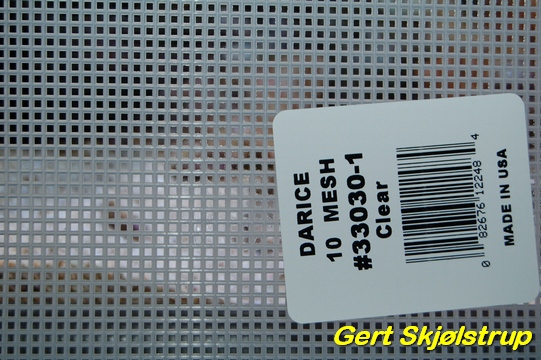 DARICE
10 MESH
#33030-1
Clear
0 82676 12248 4
MADE IN USA
Gert Skjølstrup